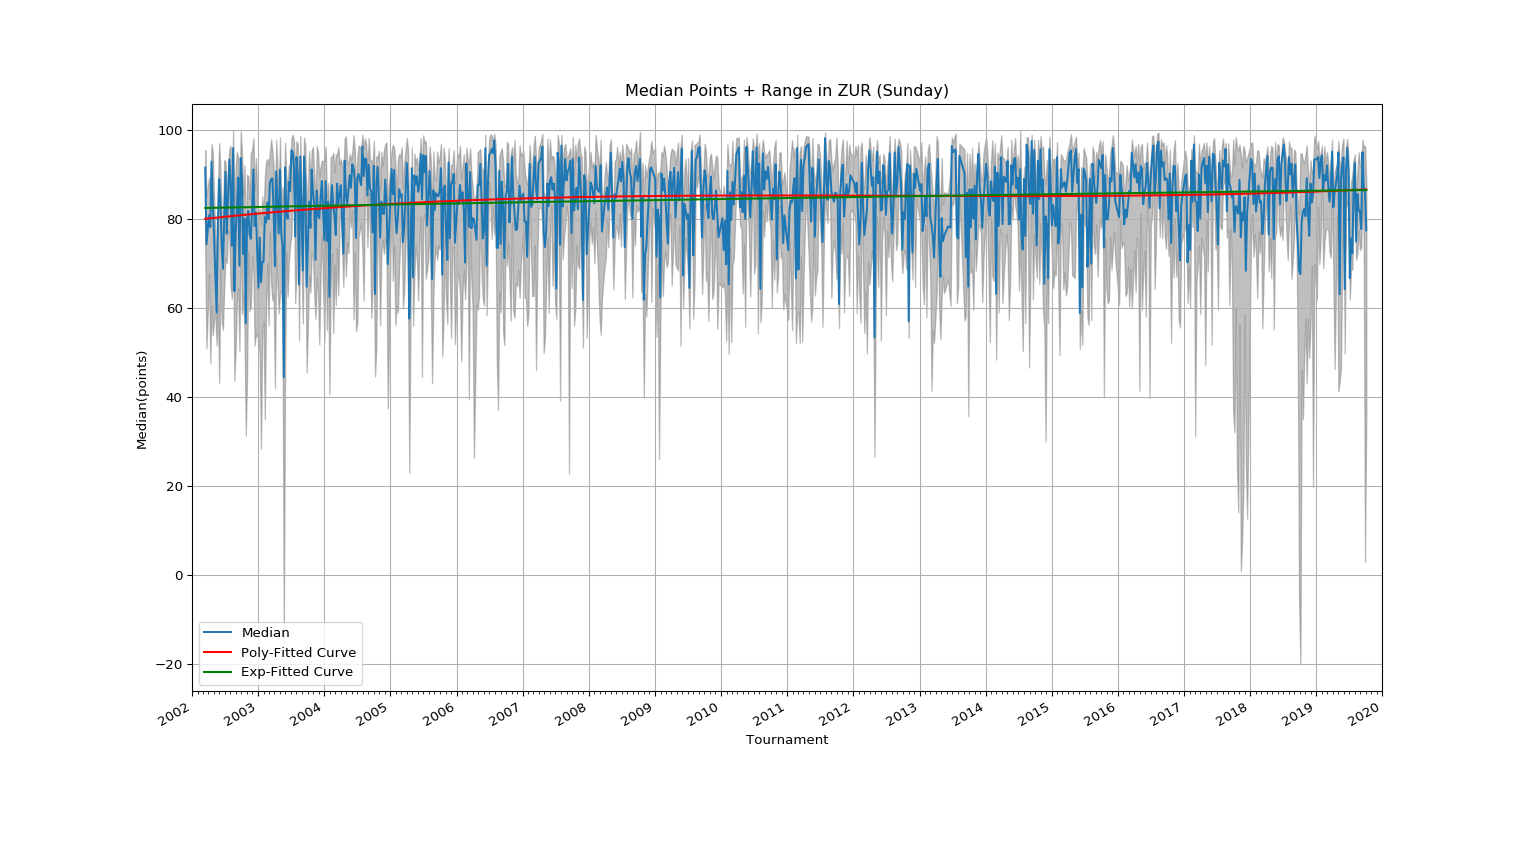 Median Points + Range in ZUR (Sunday)
100
80
60
40
20
0
−20
Median(points)
Median
Poly-Fitted Curve
Exp-Fitted Curve
2002 2003 2004 2005 2006 2007 2008 2009 2010 2011 2012 2013 2014 2015 2016 2017 2018 2019 2020
Tournament